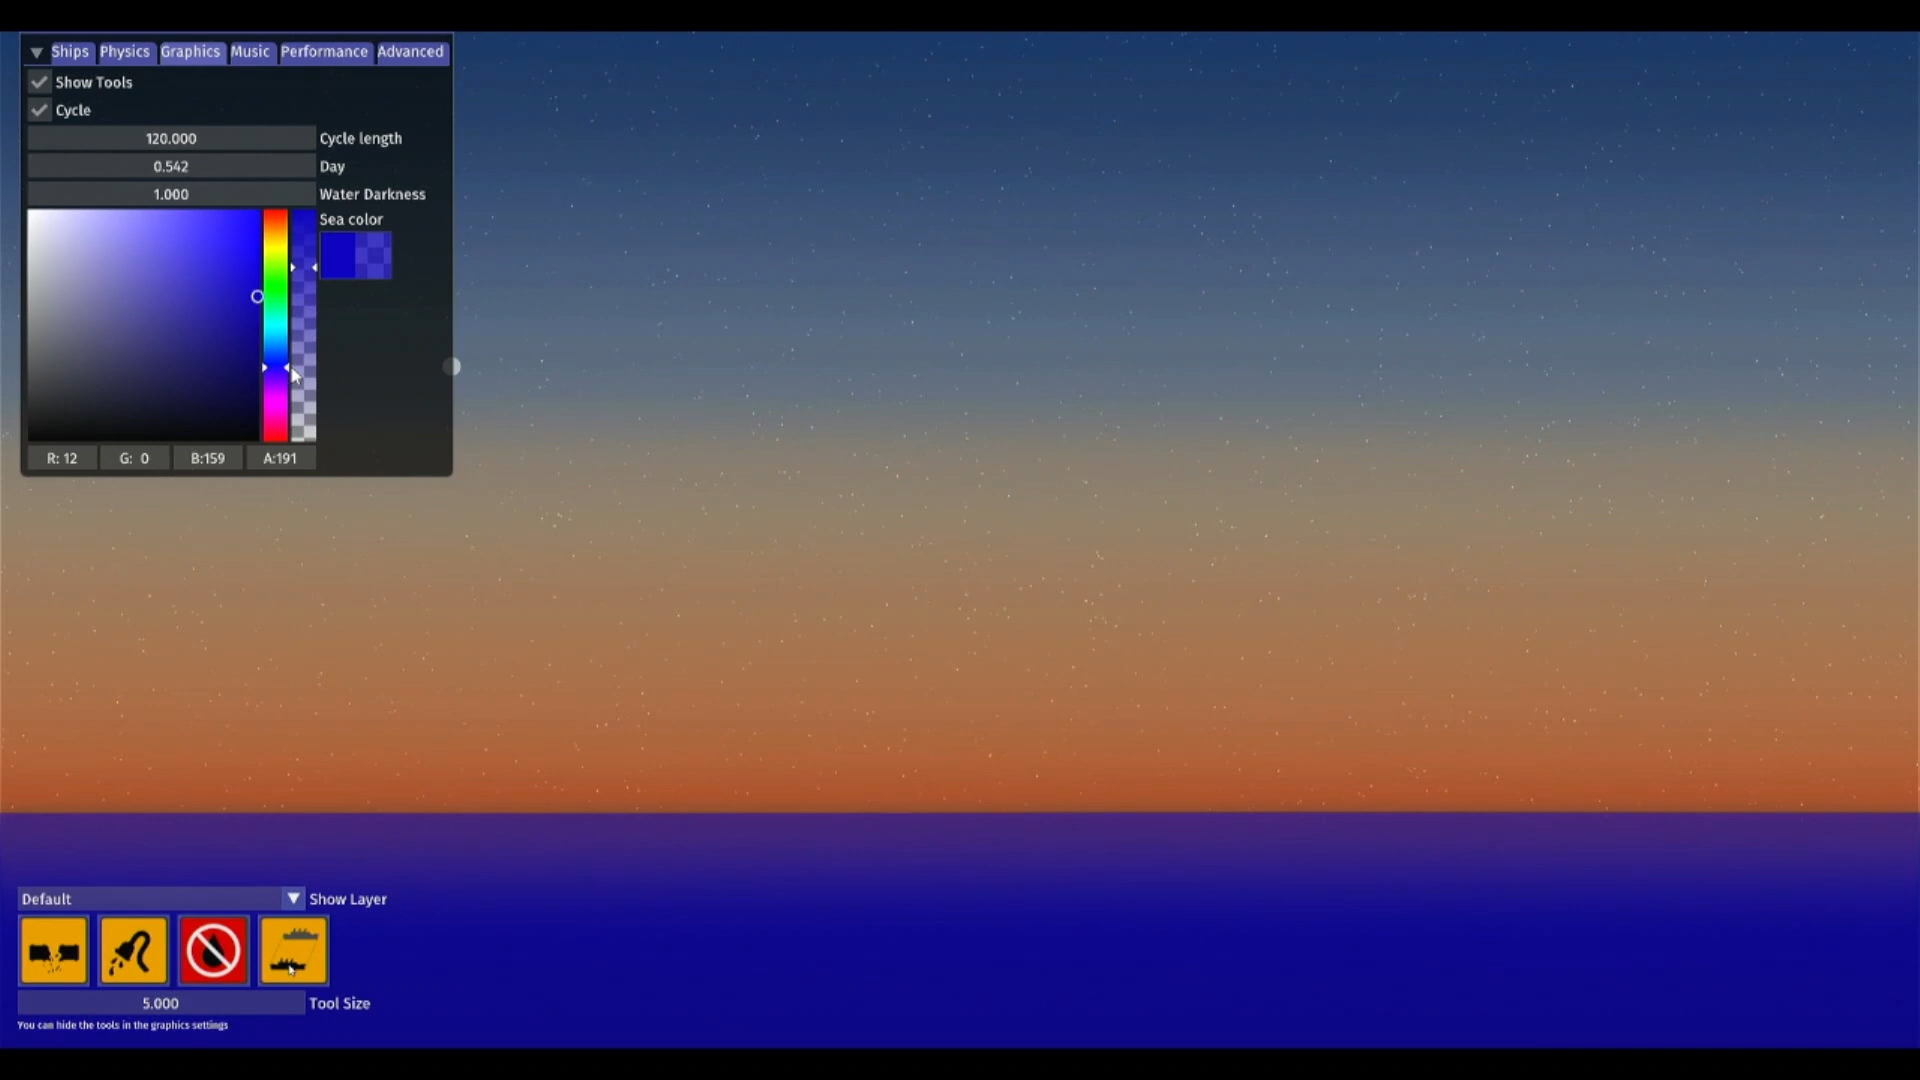 Ships Physics Graphics Music Performance Advanced
Show Tools
Cycle
120.000 Cycle length
0.542 Day
1.000 Water Darkness
Sea color
R: 12 G: 0 B:159 A:191
Default Show Layer
5.000 Tool Size
You can hide the tools in the graphics settings